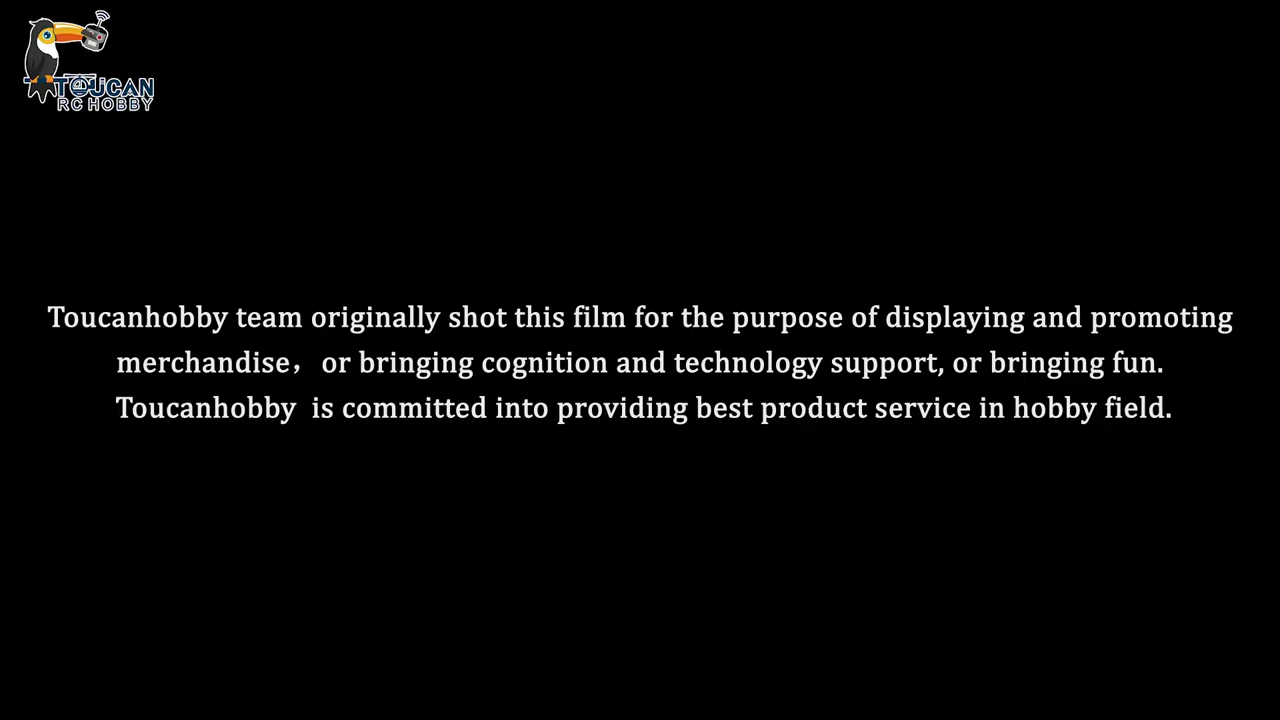 TOUCAN
RC HOBBY
Toucanhobby team originally shot this film for the purpose of displaying and promoting
merchandise，or bringing cognition and technology support, or bringing fun.
Toucanhobby  is committed into providing best product service in hobby field.